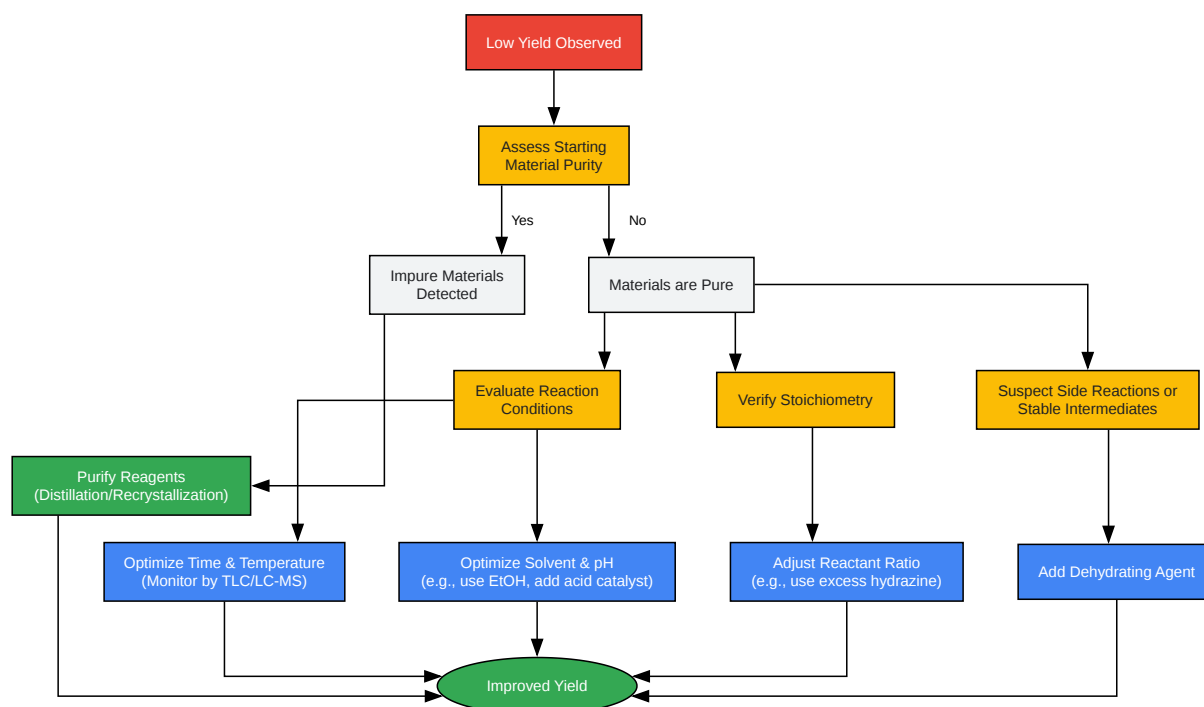 Low Yield Observed
Assess Starting
Material Purity
Yes
No
Impure Materials
Detected
Materials are Pure
Evaluate Reaction
Conditions
Verify Stoichiometry
Suspect Side Reactions or
Stable Intermediates
Purify Reagents
(Distillation/Recrystallization)
Optimize Time & Temperature
(Monitor by TLC/LC-MS)
Optimize Solvent & pH
(e.g., use EtOH, add acid catalyst)
Adjust Reactant Ratio
(e.g., use excess hydrazine)
Add Dehydrating Agent
Improved Yield